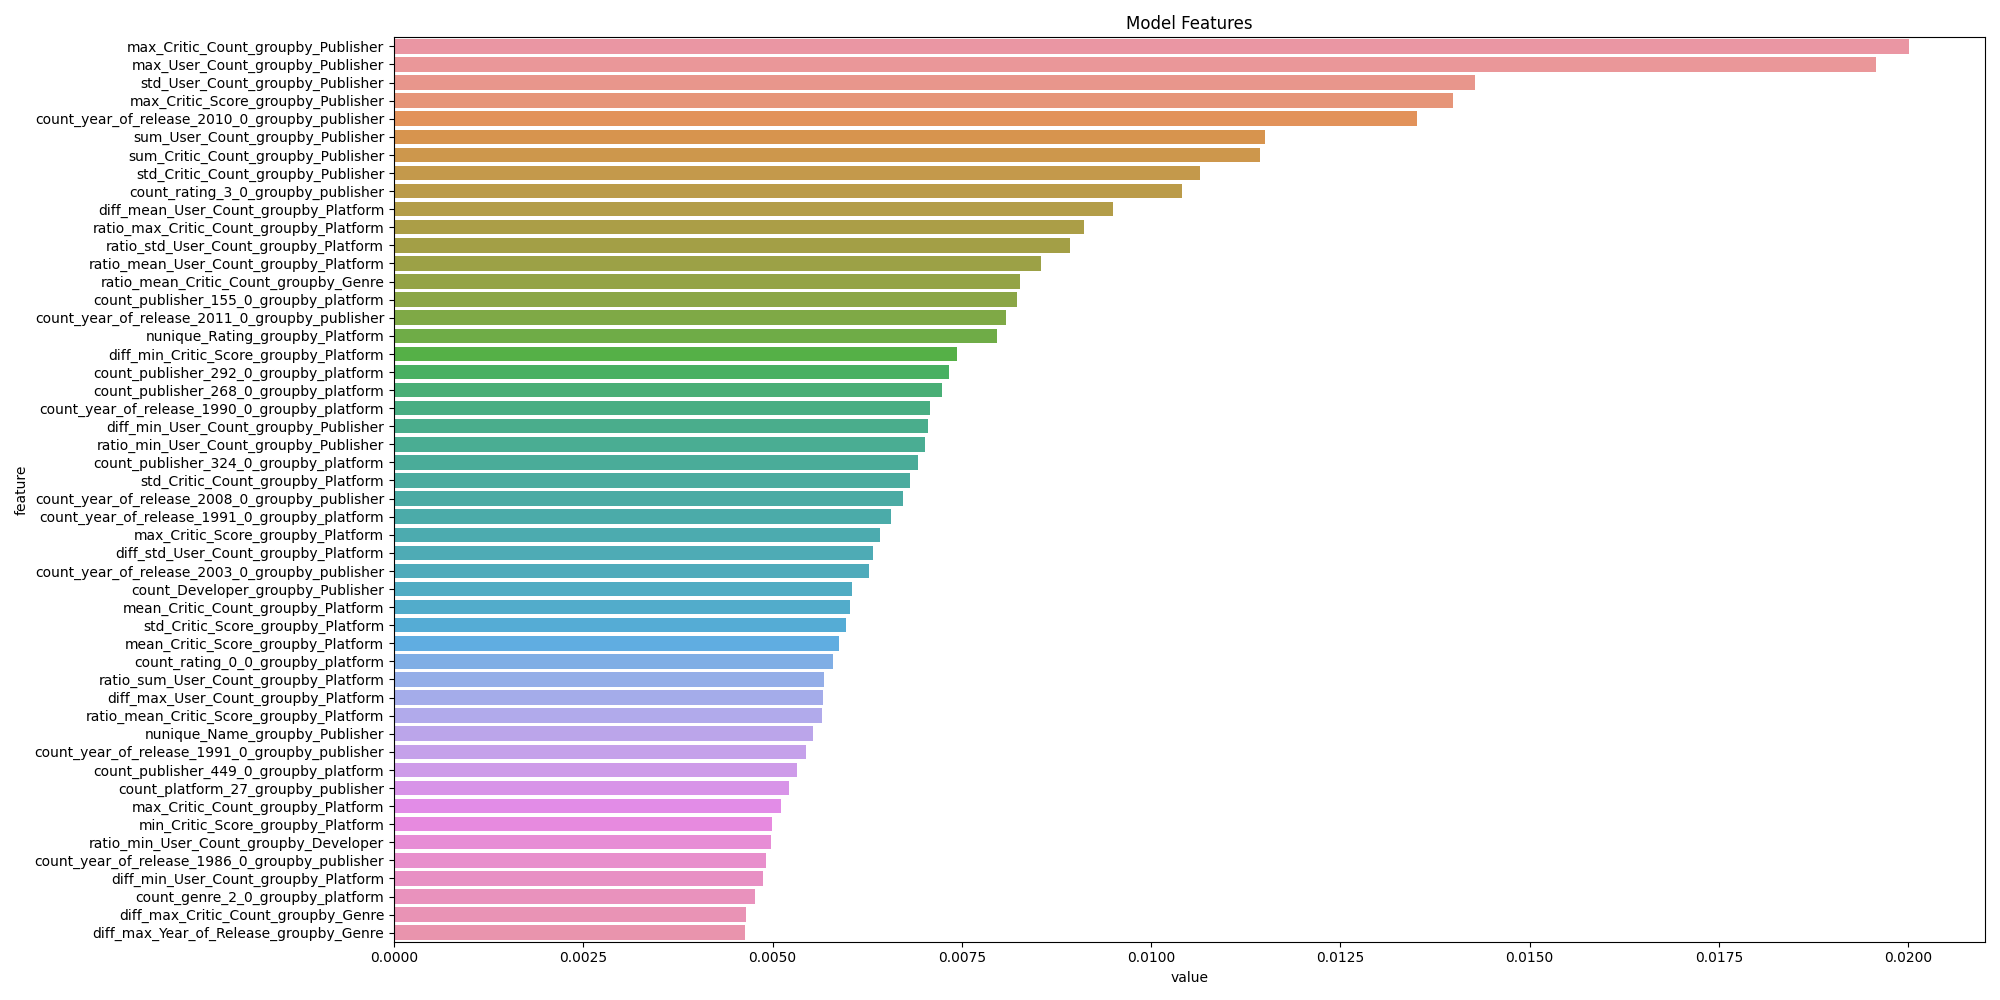 Model Features
max_Critic_Count_groupby_Publisher
max_User_Count_groupby_Publisher
std_User_Count_groupby_Publisher
max_Critic_Score_groupby_Publisher
count_year_of_release_2010_0_groupby_publisher
sum_User_Count_groupby_Publisher
sum_Critic_Count_groupby_Publisher
std_Critic_Count_groupby_Publisher
count_rating_3_0_groupby_publisher
diff_mean_User_Count_groupby_Platform
ratio_max_Critic_Count_groupby_Platform
ratio_std_User_Count_groupby_Platform
ratio_mean_User_Count_groupby_Platform
ratio_mean_Critic_Count_groupby_Genre
count_publisher_155_0_groupby_platform
count_year_of_release_2011_0_groupby_publisher
nunique_Rating_groupby_Platform
diff_min_Critic_Score_groupby_Platform
count_publisher_292_0_groupby_platform
count_publisher_268_0_groupby_platform
count_year_of_release_1990_0_groupby_platform
diff_min_User_Count_groupby_Publisher
ratio_min_User_Count_groupby_Publisher
count_publisher_324_0_groupby_platform
std_Critic_Count_groupby_Platform
count_year_of_release_2008_0_groupby_publisher
count_year_of_release_1991_0_groupby_platform
max_Critic_Score_groupby_Platform
diff_std_User_Count_groupby_Platform
count_year_of_release_2003_0_groupby_publisher
count_Developer_groupby_Publisher
mean_Critic_Count_groupby_Platform
std_Critic_Score_groupby_Platform
mean_Critic_Score_groupby_Platform
count_rating_0_0_groupby_platform
ratio_sum_User_Count_groupby_Platform
diff_max_User_Count_groupby_Platform
ratio_mean_Critic_Score_groupby_Platform
nunique_Name_groupby_Publisher
count_year_of_release_1991_0_groupby_publisher
count_publisher_449_0_groupby_platform
count_platform_27_groupby_publisher
max_Critic_Count_groupby_Platform
min_Critic_Score_groupby_Platform
ratio_min_User_Count_groupby_Developer
count_year_of_release_1986_0_groupby_publisher
diff_min_User_Count_groupby_Platform
count_genre_2_0_groupby_platform
diff_max_Critic_Count_groupby_Genre
diff_max_Year_of_Release_groupby_Genre
feature
0.0000 0.0025 0.0050 0.0075 0.0100 0.0125 0.0150 0.0175 0.0200
value